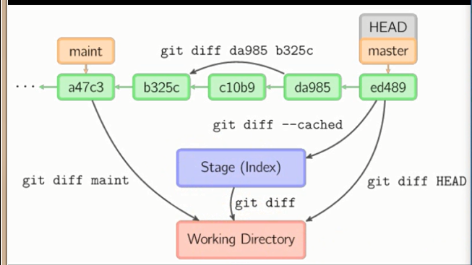 HEAD
maint
git diff da985 b325c
master
...
a47c3
b325c
c10b9
da985
ed489
git diff --cached
Stage (Index)
git diff maint
git diff HEAD
git diff
Working Directory